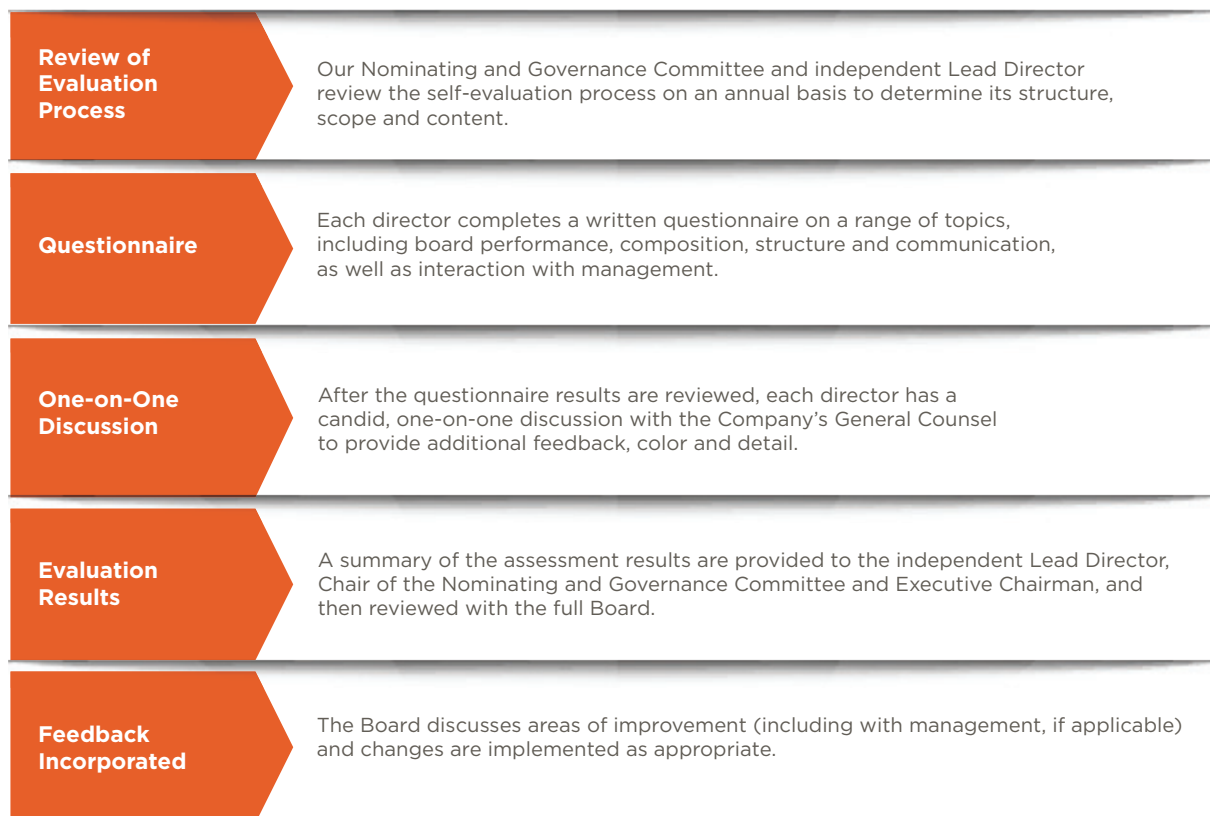 Review of
Evaluation
Process
Our Nominating and Governance Committee and independent Lead Director
review the self-evaluation process on an annual basis to determine its structure,
scope and content.
Questionnaire
Each director completes a written questionnaire on a range of topics,
including board performance, composition, structure and communication,
as well as interaction with management.
One-on-One
Discussion
After the questionnaire results are reviewed, each director has a
candid, one-on-one discussion with the Company’s General Counsel
to provide additional feedback, color and detail.
Evaluation
Results
A summary of the assessment results are provided to the independent Lead Director,
Chair of the Nominating and Governance Committee and Executive Chairman, and
then reviewed with the full Board.
Feedback
Incorporated
The Board discusses areas of improvement (including with management, if applicable)
and changes are implemented as appropriate.